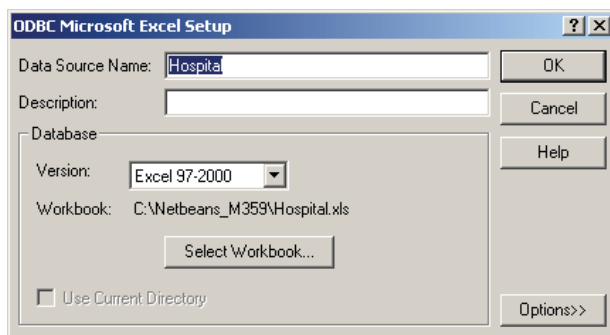 ODBC Microsoft Excel Setup
Data Source Name: Hospital
OK
Description:
Cancel
Database
Help
Version: Excel 97-2000
Workbook: C:\Netbeans_M359\Hospital.xls
Select Workbook...
Use Current Directory
Options>>